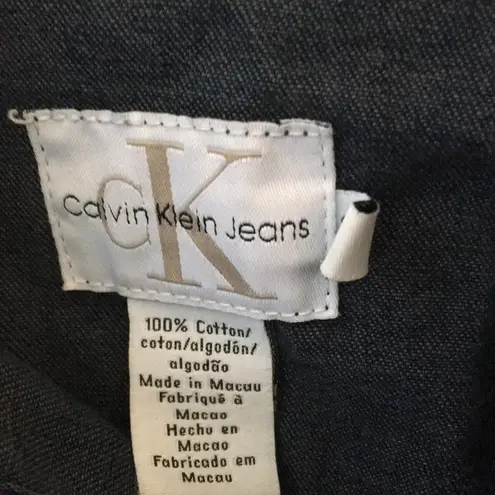 CK
Calvin Klein Jeans
100% Cotton/
coton/algodón/
algodão
Made in Macau
Fabriqué à
Macao
Hecho en
Macao
Fabricado em
Macau